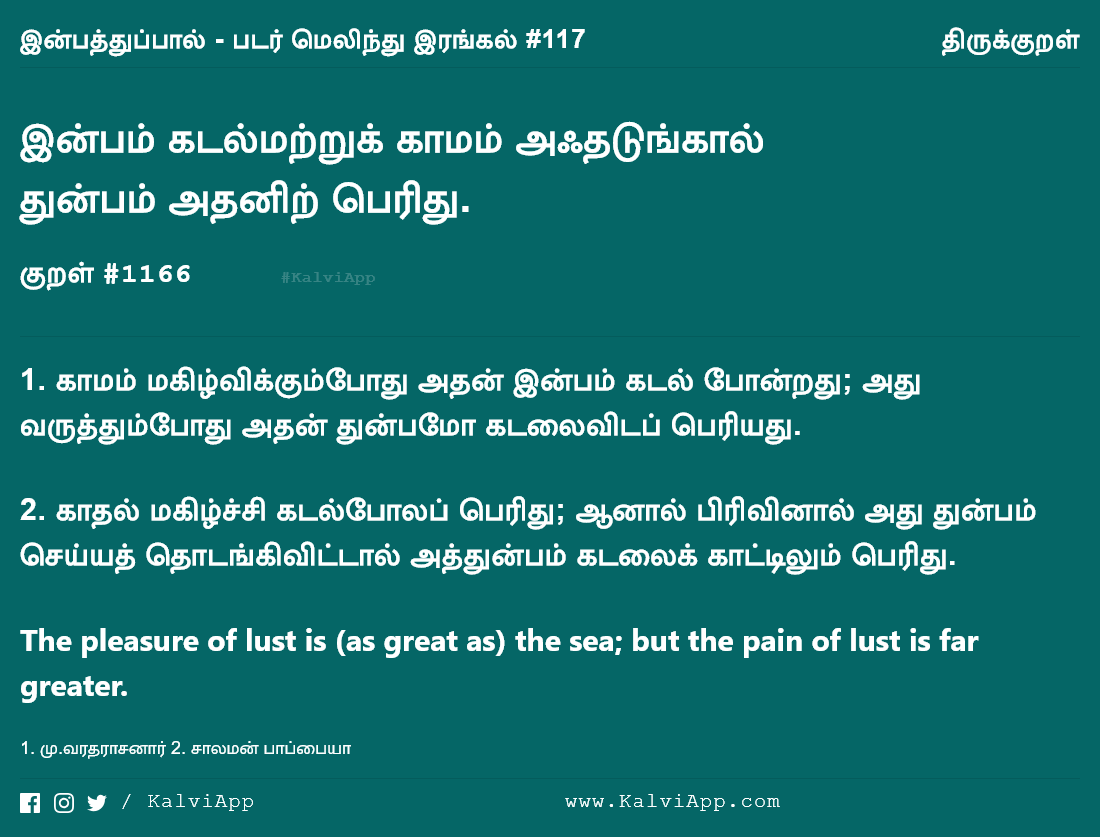 இன்பத்துப்பால் - படர் மெலிந்து இரங்கல் #117 திருக்குறள்
இன்பம் கடல்மற்றுக் காமம் அஃதடுங்கால்
துன்பம் அதனிற் பெரிது.
குறள் #1166 #KalviApp
1. காமம் மகிழ்விக்கும்போது அதன் இன்பம் கடல் போன்றது; அது
வருத்தும்போது அதன் துன்பமோ கடலைவிடப் பெரியது.
2. காதல் மகிழ்ச்சி கடல்போலப் பெரிது; ஆனால் பிரிவினால் அது துன்பம்
செய்யத் தொடங்கிவிட்டால் அத்துன்பம் கடலைக் காட்டிலும் பெரிது.
The pleasure of lust is (as great as) the sea; but the pain of lust is far
greater.
1. மு.வரதராசனார் 2. சாலமன் பாப்பையா
/ KalviApp www.KalviApp.com